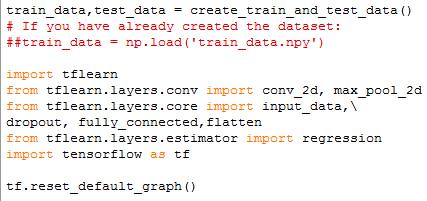 train_data,test_data = create_train_and_test_data()
# If you have already created the dataset:
##train_data = np.load('train_data.npy')
import tflearn
from tflearn.layers.conv import conv_2d, max_pool_2d
from tflearn.layers.core import input_data,\
dropout, fully_connected,flatten
from tflearn.layers.estimator import regression
import tensorflow as tf
tf.reset_default_graph()